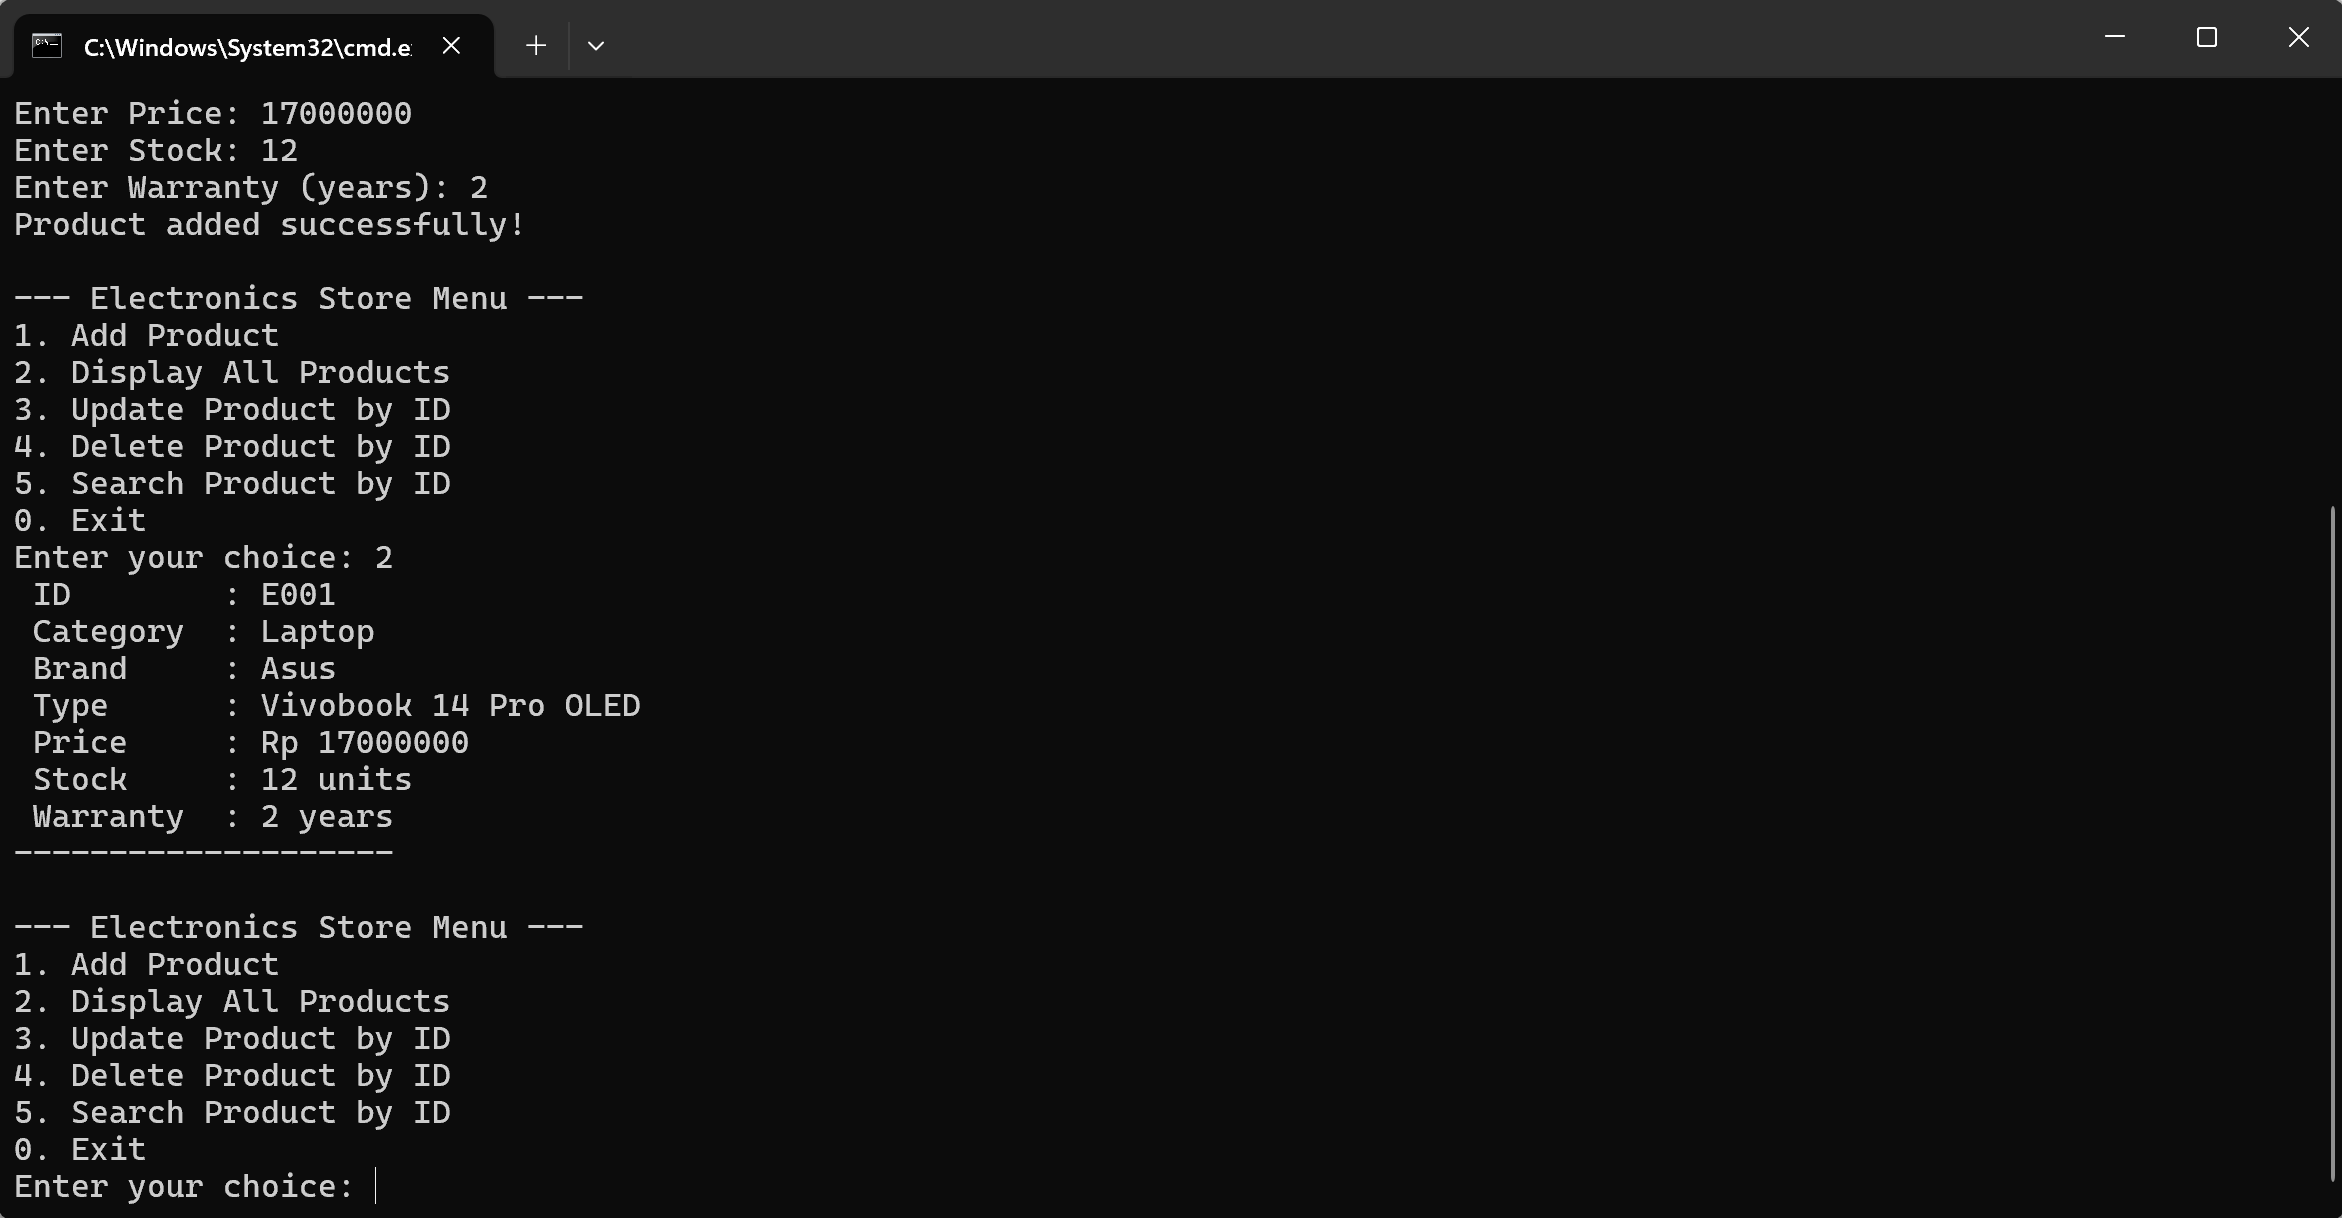 C:\Windows\System32\cmd.e
Enter Price: 17000000
Enter Stock: 12
Enter Warranty (years): 2
Product added successfully!
--- Electronics Store Menu ---
1. Add Product
2. Display All Products
3. Update Product by ID
4. Delete Product by ID
5. Search Product by ID
0. Exit
Enter your choice: 2
ID        : E001
Category  : Laptop
Brand     : Asus
Type      : Vivobook 14 Pro OLED
Price     : Rp 17000000
Stock     : 12 units
Warranty  : 2 years
--------------------
--- Electronics Store Menu ---
1. Add Product
2. Display All Products
3. Update Product by ID
4. Delete Product by ID
5. Search Product by ID
0. Exit
Enter your choice: